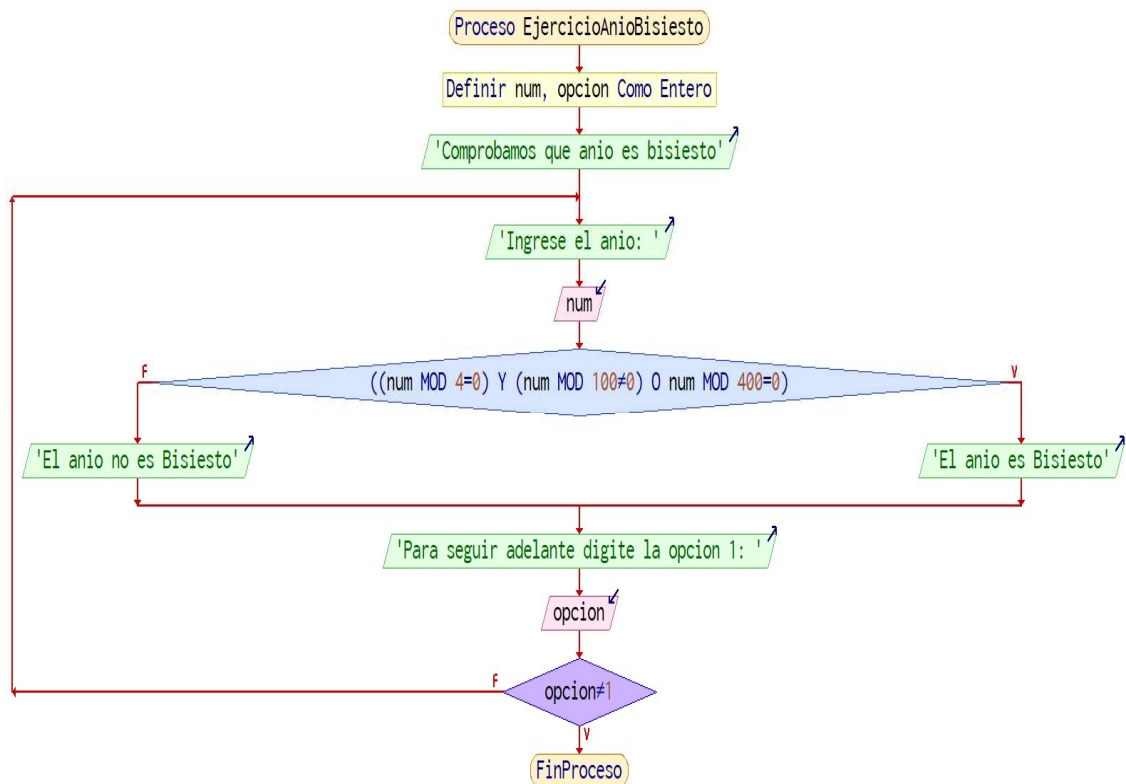 Proceso EjercicioAnioBisiesto
Definir num, opcion Como Entero
'Comprobamos que anio es bisiesto'
'Ingrese el anio: '
num
F
V
((num MOD 4=0) Y (num MOD 100≠0) O num MOD 400=0)
'El anio no es Bisiesto'
'El anio es Bisiesto'
'Para seguir adelante digite la opcion 1: '
opcion
F
opcion≠1
V
FinProceso